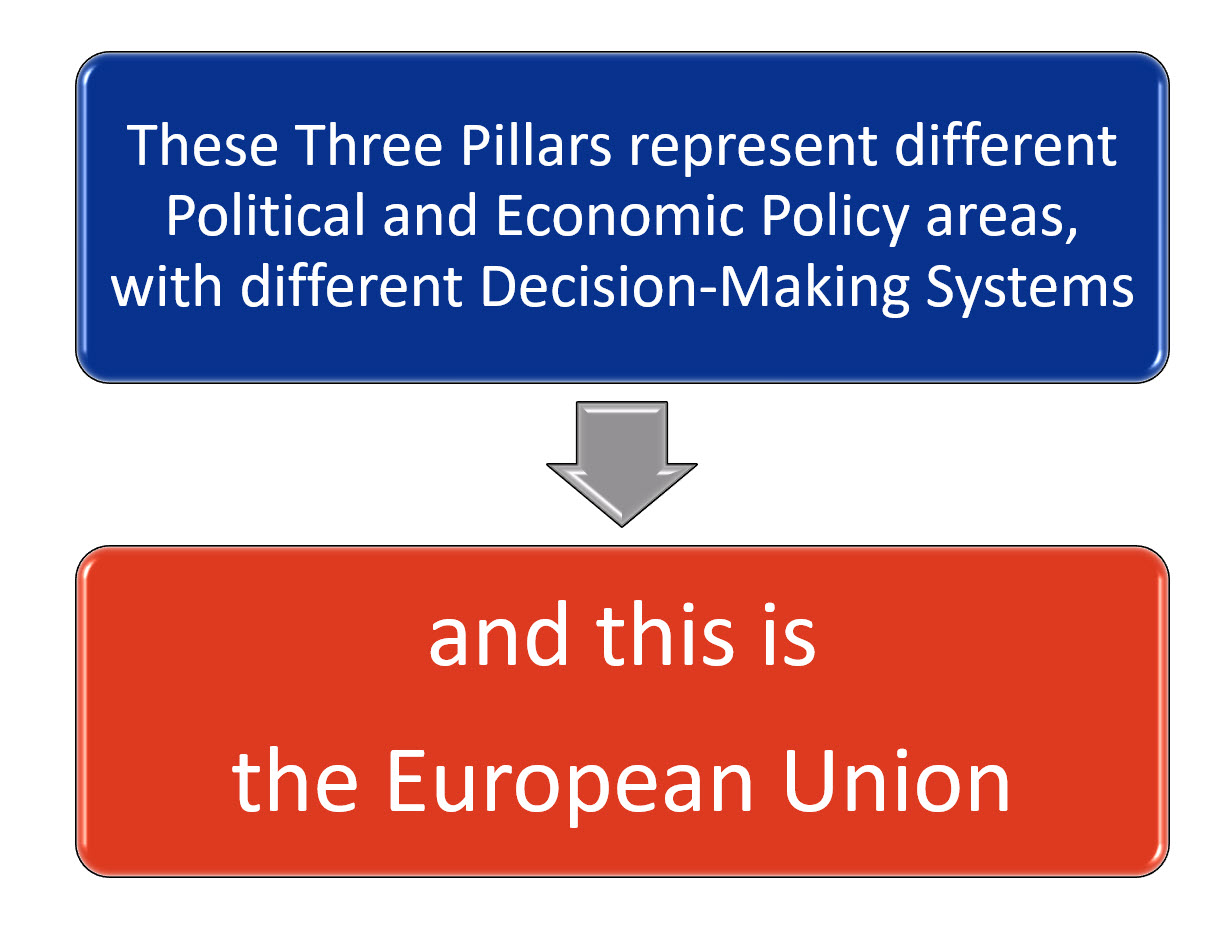 These Three Pillars represent different
Political and Economic Policy areas,
with different Decision-Making Systems
and this is
the European Union